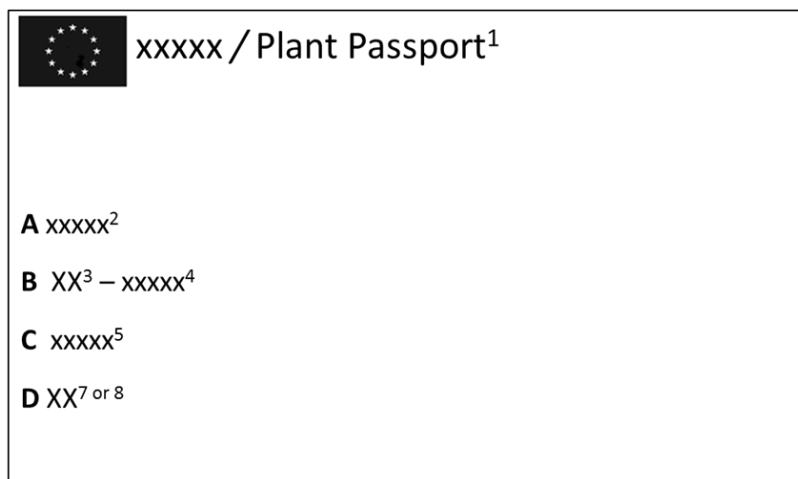 xxxxx / Plant Passport¹
A xxxxx²
B XX³ – xxxxx⁴
C xxxxx⁵
D XX⁷ ᵒʳ ⁸